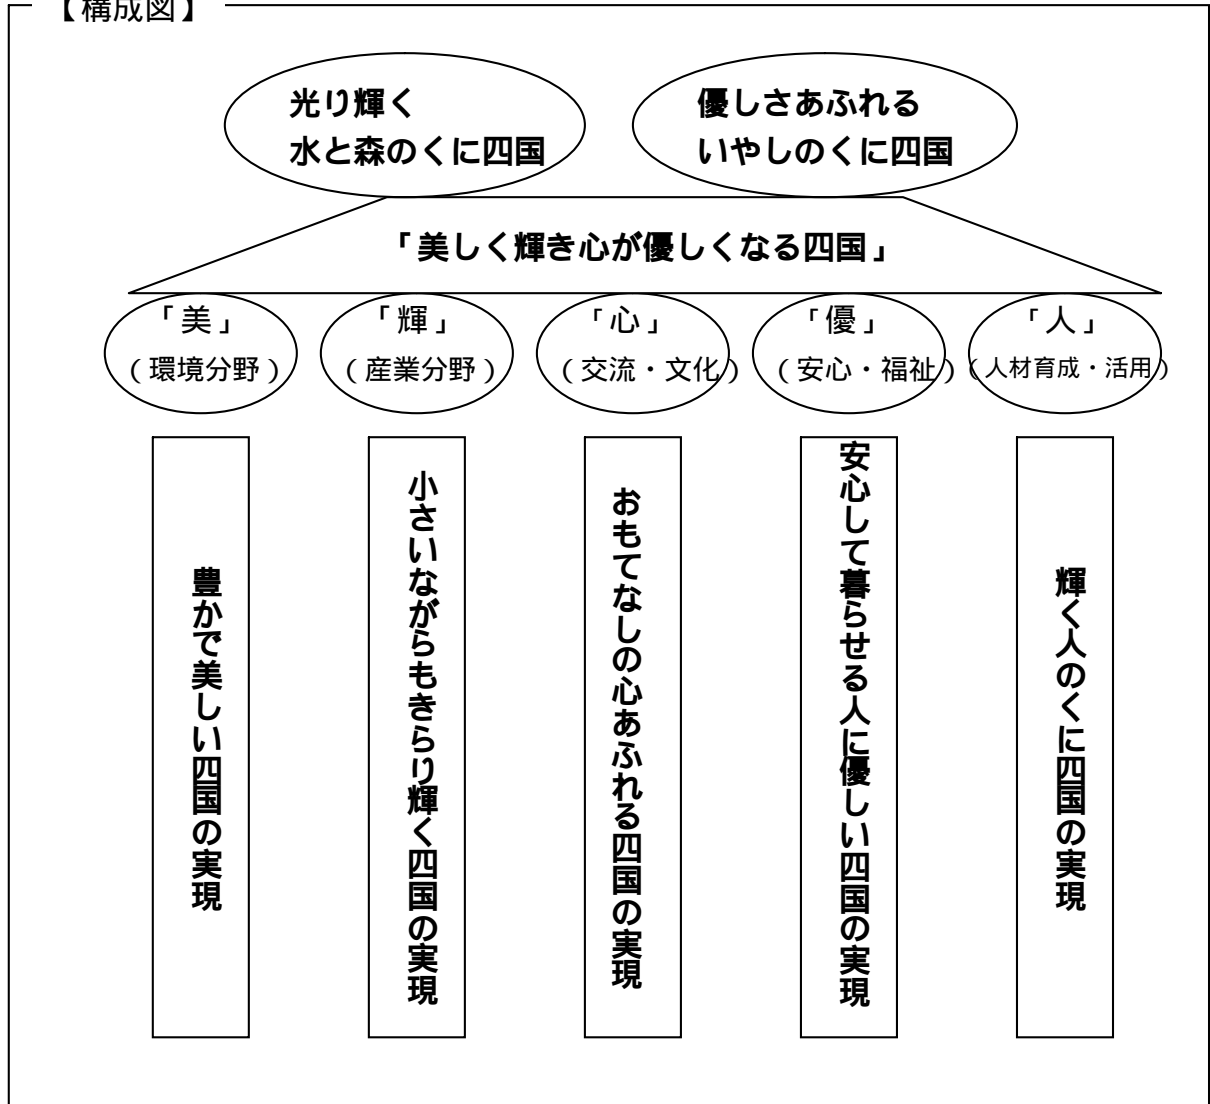 【構成図】
光り輝く
水と森のくに四国
優しさあふれる
いやしのくに四国
「美しく輝き心が優しくなる四国」
「美」
(環境分野)
「輝」
(産業分野)
「心」
(交流・文化)
「優」
(安心・福祉)
「人」
(人材育成・活用)
豊かで美しい四国の実現
小さいながらもきらり輝く四国の実現
おもてなしの心あふれる四国の実現
安心して暮らせる人に優しい四国の実現
輝く人のくに四国の実現